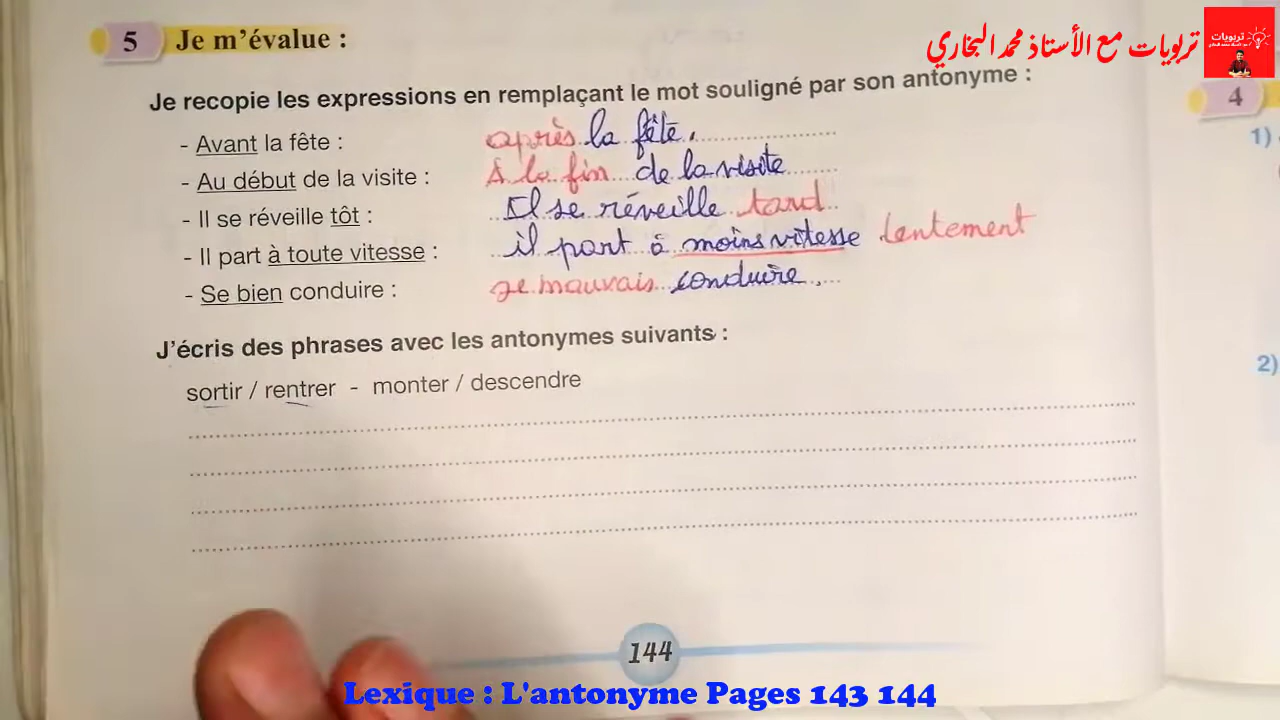 تربويات مع الأستاذ محمد البخاري
تربويات
5 Je m'évalue :
Je recopie les expressions en remplaçant le mot souligné par son antonyme :
- Avant la fête : après la fête.
- Au début de la visite : À la fin de la visite
- Il se réveille tôt : Il se réveille tard
- Il part à toute vitesse : il part à moins vitesse lentement
- Se bien conduire : se mauvais conduire.
J'écris des phrases avec les antonymes suivants :
sortir / rentrer - monter / descendre
144
4
1)
2)
Lexique : L'antonyme Pages 143 144